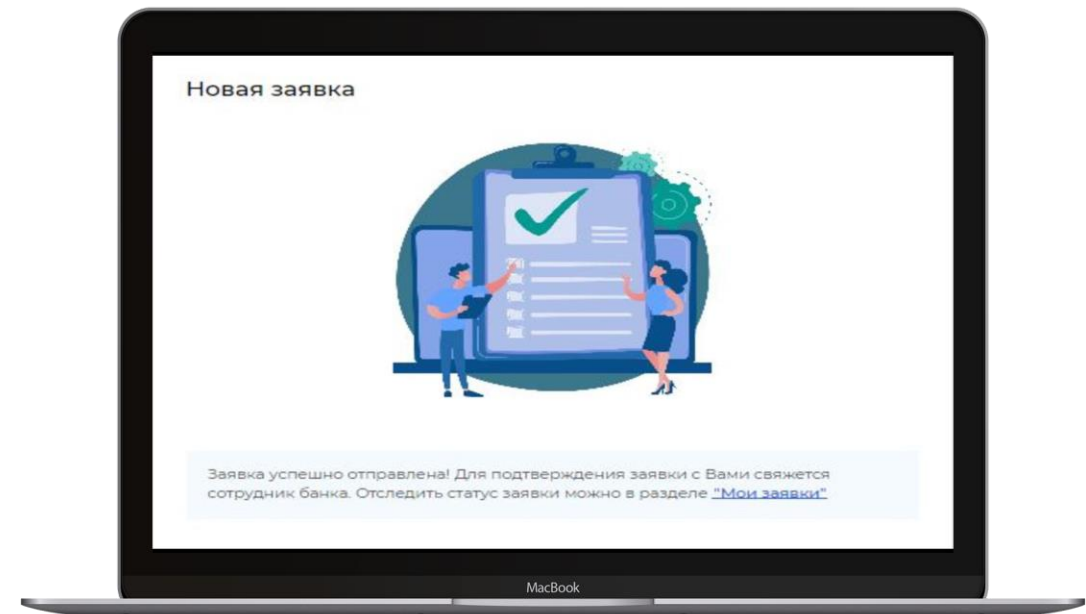 Новая заявка
Заявка успешно отправлена! Для подтверждения заявки с Вами свяжется
сотрудник банка. Отследить статус заявки можно в разделе "Мои заявки"
MacBook